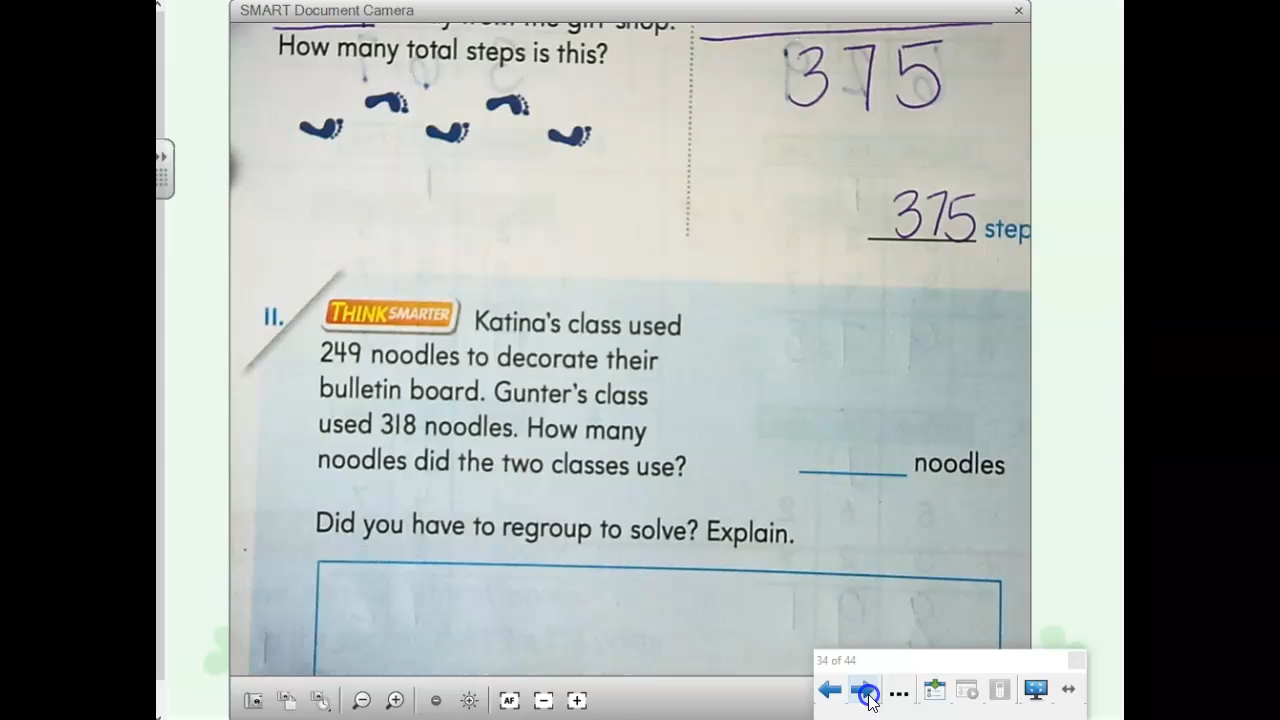 SMART Document Camera
How many total steps is this?
375
375 step
11. THINK SMARTER Katina's class used
249 noodles to decorate their
bulletin board. Gunter's class
used 318 noodles. How many
noodles did the two classes use? noodles
Did you have to regroup to solve? Explain.
34 of 44
AF